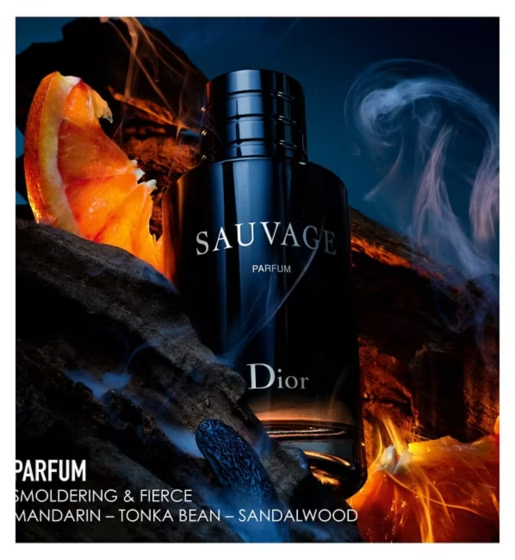 SAUVAGE
PARFUM
Dior
PARFUM
SMOLDERING & FIERCE
MANDARIN – TONKA BEAN – SANDALWOOD